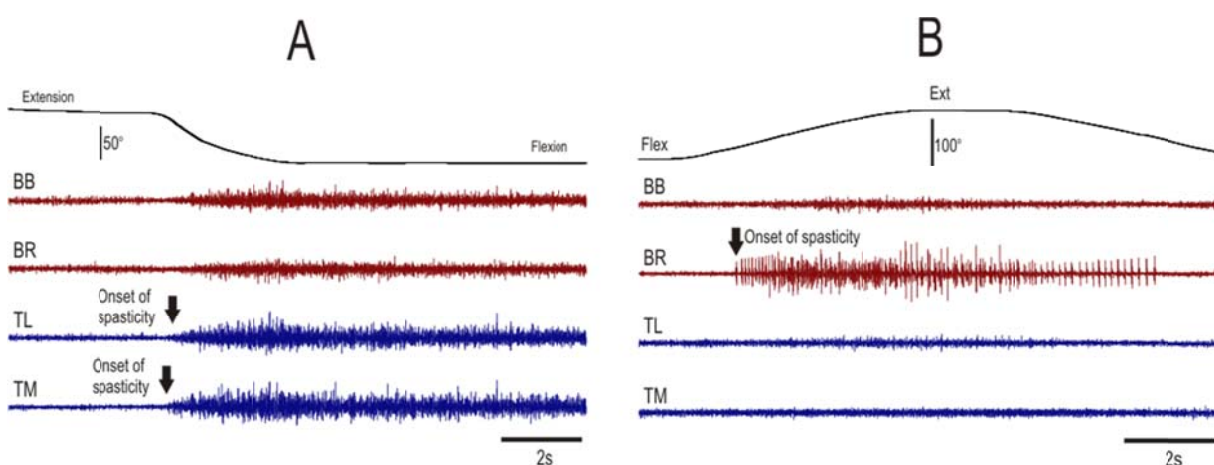 A
Extension
50°
Flexion
BB
BR
Onset of
spasticity
TL
Onset of
spasticity
TM
2s
B
Ext
Flex
100°
BB
Onset of spasticity
BR
TL
TM
2s